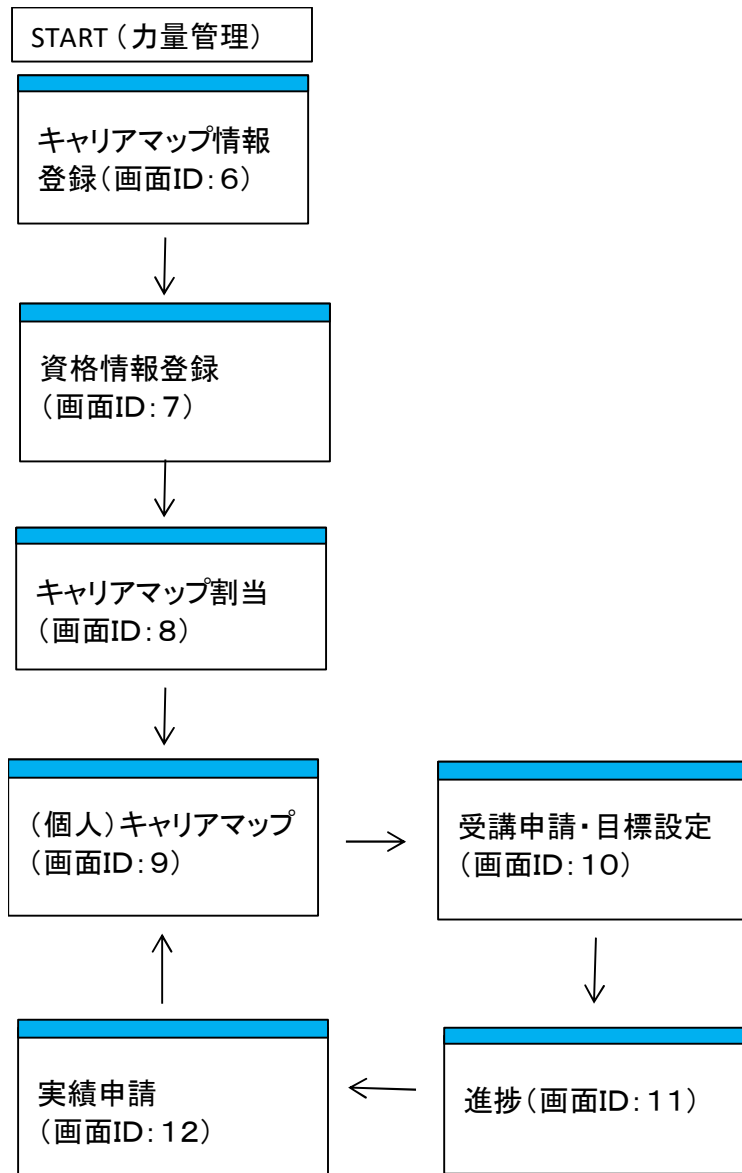 START（力量管理）
キャリアマップ情報
登録（画面ID：６）
資格情報登録
（画面ID：７）
キャリアマップ割当
（画面ID：８）
（個人）キャリアマップ
（画面ID：９）
受講申請・目標設定
（画面ID：１０）
進捗（画面ID：１１）
実績申請
（画面ID：１２）